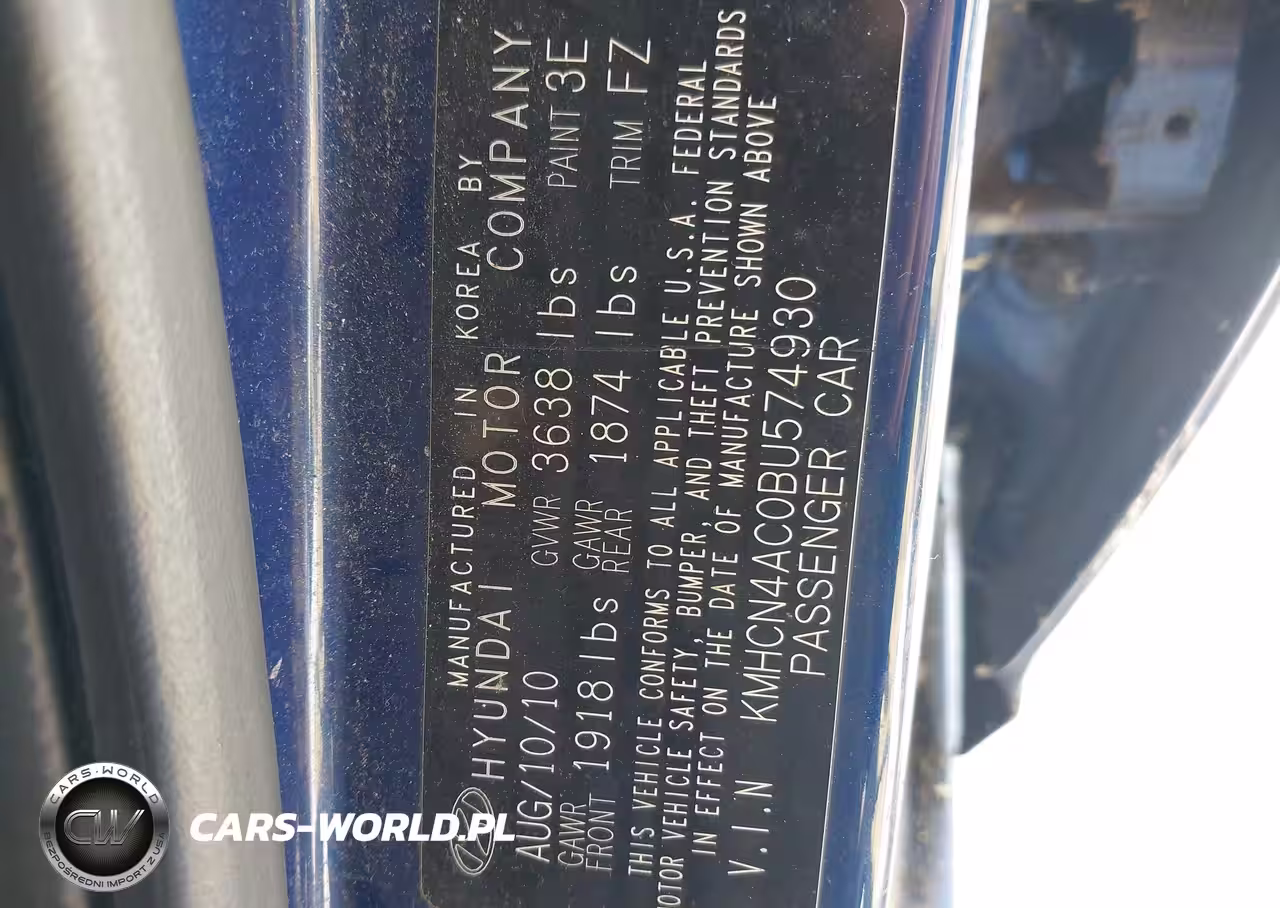 MANUFACTURED IN KOREA BY
HYUNDAI MOTOR COMPANY
AUG/10/10 GVWR 3638 lbs PAINT 3E
GAWR FRONT 1918 lbs GAWR REAR 1874 lbs TRIM FZ
THIS VEHICLE CONFORMS TO ALL APPLICABLE U.S.A. FEDERAL
MOTOR VEHICLE SAFETY, BUMPER, AND THEFT PREVENTION STANDARDS
IN EFFECT ON THE DATE OF MANUFACTURE SHOWN ABOVE
V.I.N KMHCN4AC0BU574930
PASSENGER CAR
CARS-WORLD
CW
BEZPOŚREDNI IMPORT Z USA
CARS-WORLD.PL